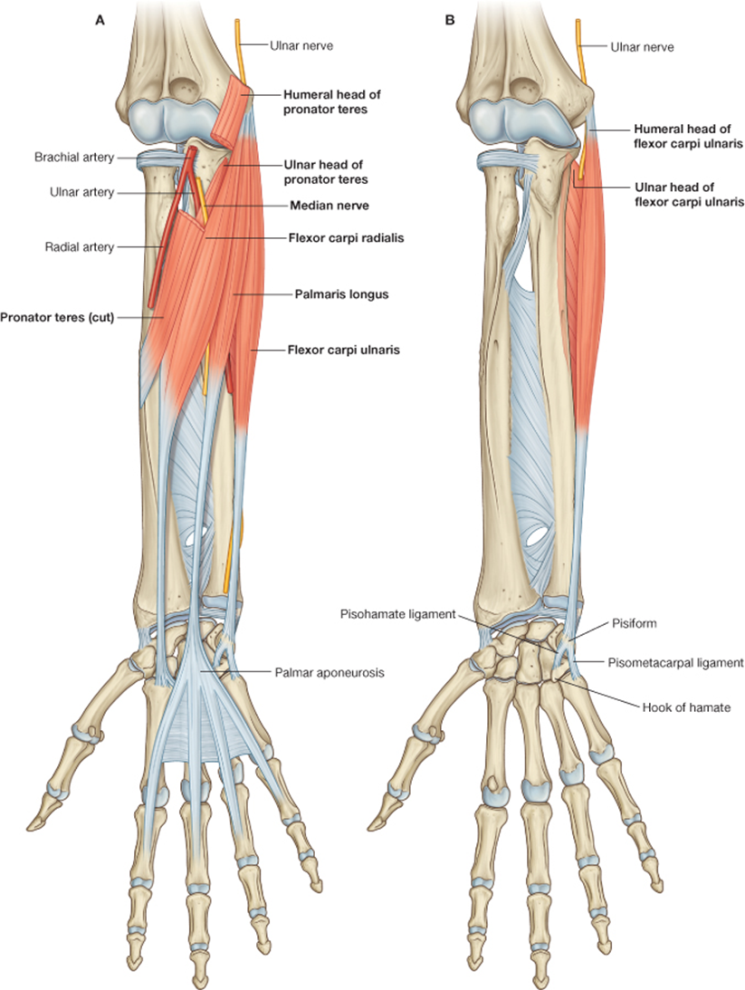 A
Ulnar nerve
Humeral head of
pronator teres
Brachial artery
Ulnar head of
pronator teres
Ulnar artery
Median nerve
Radial artery
Flexor carpi radialis
Palmaris longus
Pronator teres (cut)
Flexor carpi ulnaris
Palmar aponeurosis
B
Ulnar nerve
Humeral head of
flexor carpi ulnaris
Ulnar head of
flexor carpi ulnaris
Pisohamate ligament
Pisiform
Pisometacarpal ligament
Hook of hamate